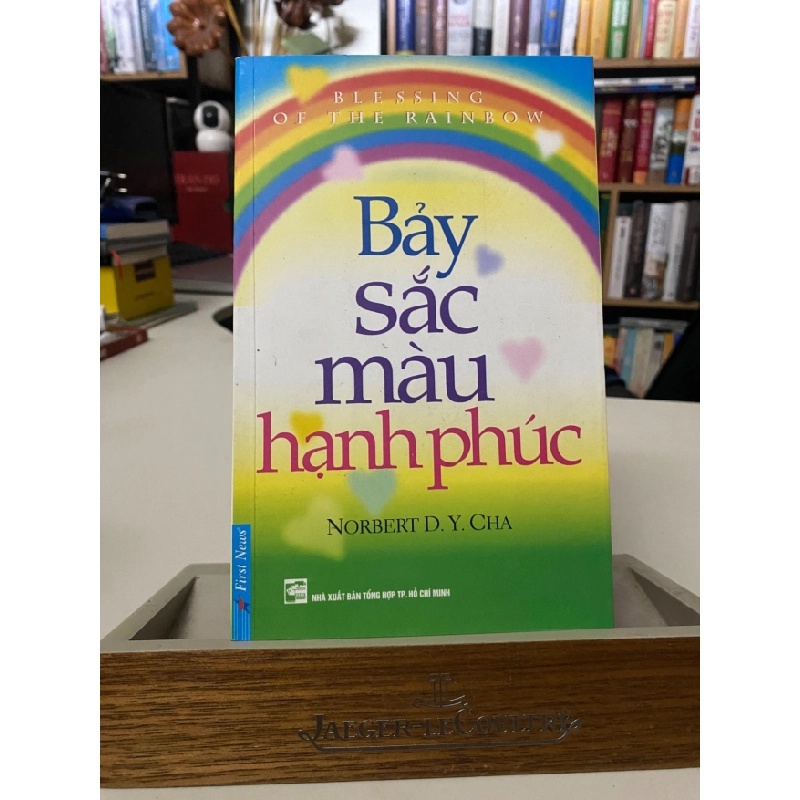 BLESSING
OF THE RAINBOW
Bảy
sắc
màu
hạnh phúc
NORBERT D. Y. CHA
First News
NHÀ XUẤT BẢN TỔNG HỢP TP. HỒ CHÍ MINH
JAEGER-LECOULTRE